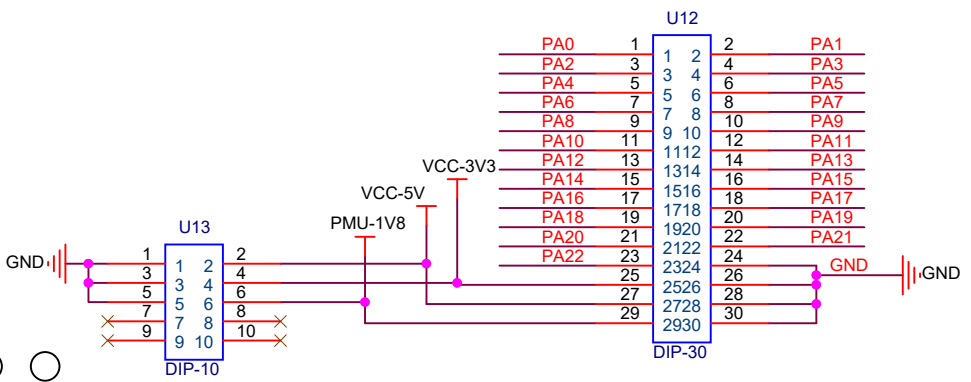 U12
PA0 1 1 2 2 PA1
PA2 3 3 4 4 PA3
PA4 5 5 6 6 PA5
PA6 7 7 8 8 PA7
PA8 9 9 10 10 PA9
PA10 11 1112 12 PA11
PA12 13 1314 14 PA13
PA14 15 1516 16 PA15
PA16 17 1718 18 PA17
PA18 19 1920 20 PA19
PA20 21 2122 22 PA21
PA22 23 2324 24
25 2526 26
27 2728 28
29 2930 30
DIP-30
GND
GND
VCC-3V3
VCC-5V
PMU-1V8
U13
GND
1 1 2 2
3 3 4 4
5 5 6 6
7 7 8 8
9 9 10 10
DIP-10